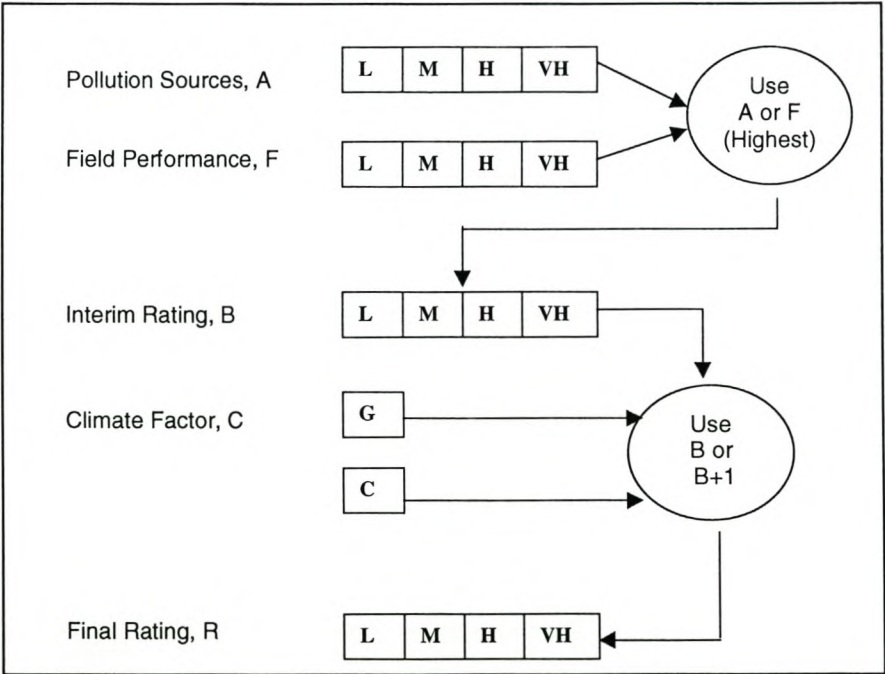 Pollution Sources, A
L M H VH
Use
A or F
(Highest)
Field Performance, F
L M H VH
Interim Rating, B
L M H VH
Climate Factor, C
G
C
Use
B or
B+1
Final Rating, R
L M H VH